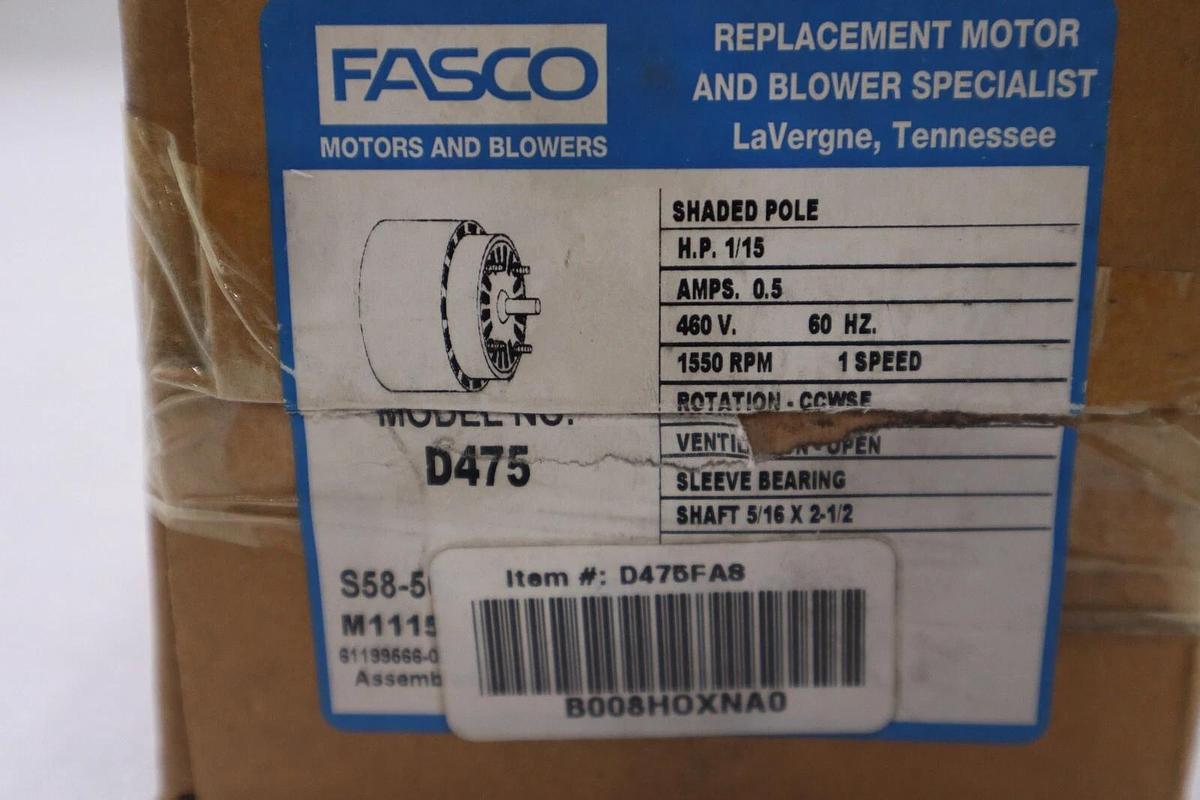 FASCO
MOTORS AND BLOWERS
REPLACEMENT MOTOR
AND BLOWER SPECIALIST
LaVergne, Tennessee
SHADED POLE
H.P. 1/15
AMPS. 0.5
460 V. 60 HZ.
1550 RPM 1 SPEED
ROTATION - CCWSE
OPEN
SLEEVE BEARING
SHAFT 5/16 X 2-1/2
MODEL NO.
D475
Item #: D475FAS
B008HOXNA0